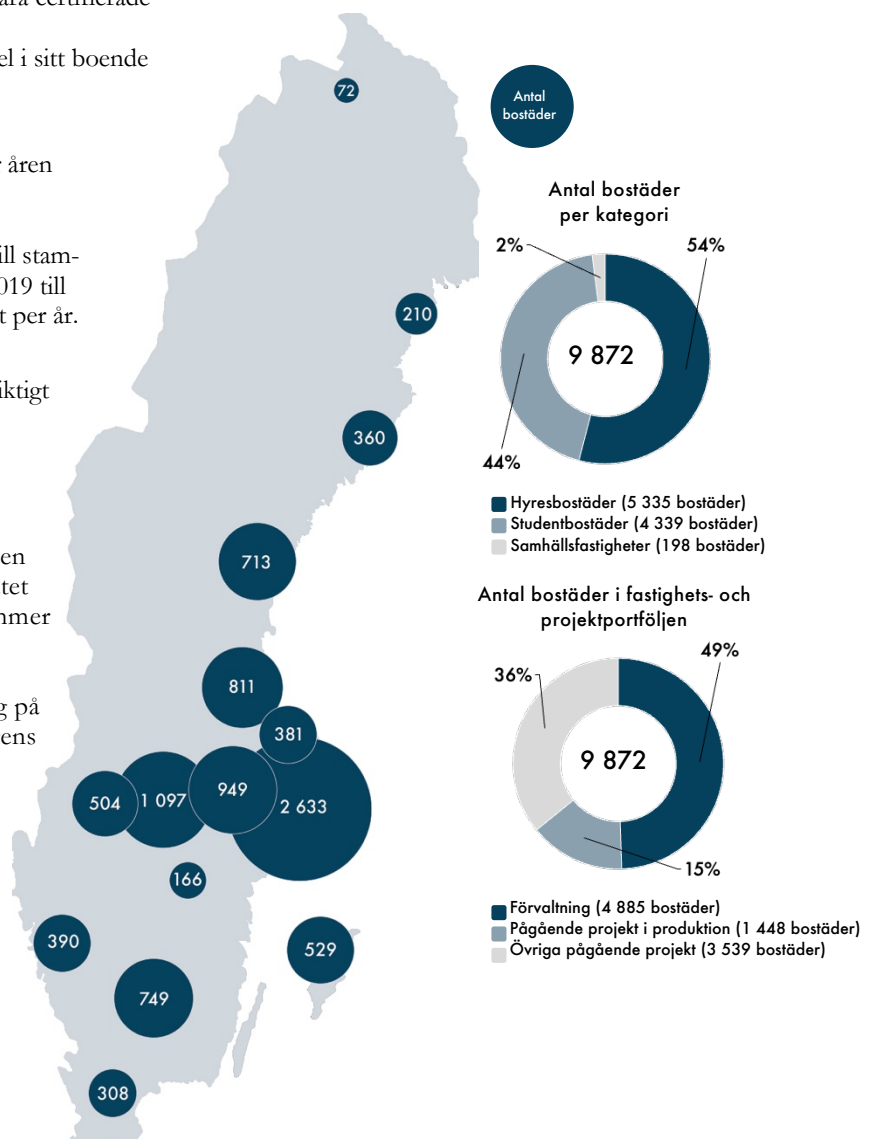 ara certifierade
el i sitt boende
r åren
ill stam-
019 till
t per år.
iktigt
en
tet
nmer
g på
ens
72
210
360
713
811
381
504
1 097
949
2 633
166
390
529
749
308
Antal
bostäder
Antal bostäder
per kategori
2%
54%
9 872
44%
Hyresbostäder (5 335 bostäder)
Studentbostäder (4 339 bostäder)
Samhällsfastigheter (198 bostäder)
Antal bostäder i fastighets- och
projektportföljen
49%
36%
9 872
15%
Förvaltning (4 885 bostäder)
Pågående projekt i produktion (1 448 bostäder)
Övriga pågående projekt (3 539 bostäder)